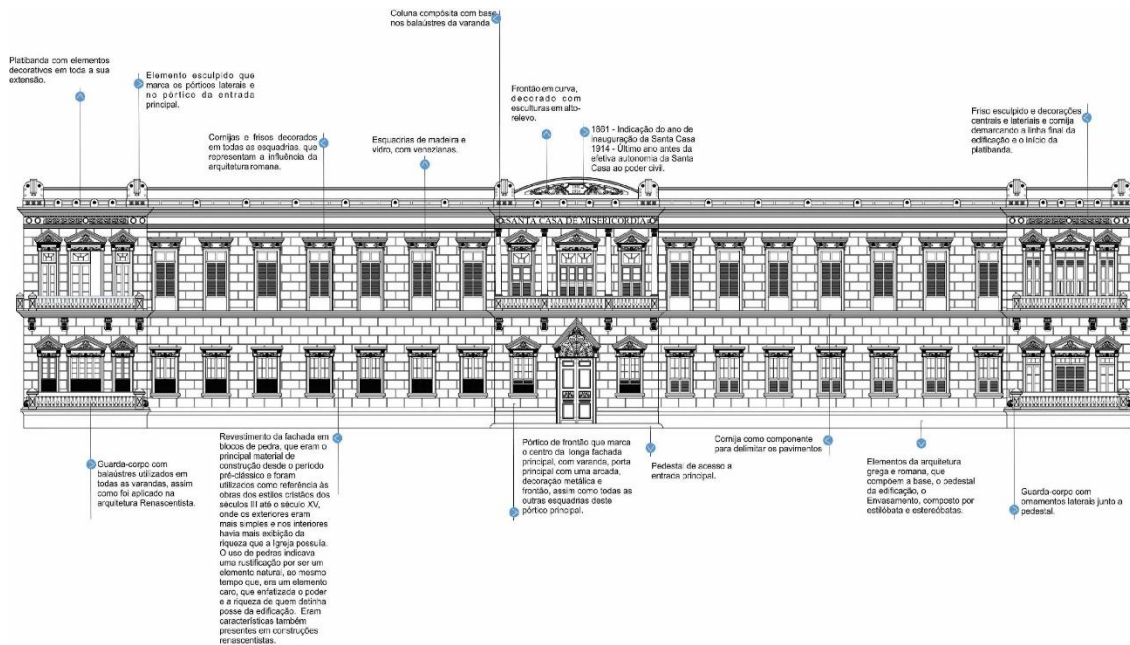 Coluna compósita com base
nos balaústres da varanda
Platibanda com elementos
decorativos em toda a sua
extensão.
Elemento esculpido que
marca os pórticos laterais e
no pórtico da entrada
principal.
Cornijas e frisos decorados
em todas as esquadrias, que
representam a influência da
arquitetura romana.
Esquadrias de madeira e
vidro, com venezianas.
Frontão em curva,
decorado com
esculturas em alto-
relevo.
1881 - Indicação do ano de
inauguração da Santa Casa
1914 - Último ano antes da
efetiva autonomia da Santa
Casa ao poder civil.
Friso esculpido e decorações
centrais e lateriais e cornija
demarcando a linha final da
edificação e o início da
platibanda.
SANTA CASA DE MISERICORDIA
Guarda-corpo com
balaústres utilizados em
todas as varandas, assim
como foi aplicado na
arquitetura Renascentista.
Revestimento da fachada em
blocos de pedra, que eram o
principal material de
construção desde o período
pré-clássico e foram
utilizados como referência às
obras dos estilos cristãos dos
séculos III até o século XV,
onde os exteriores eram
mais simples e nos interiores
havia mais exibição da
riqueza que a Igreja possuía.
O uso de pedras indicava
uma rustificação por ser um
elemento natural, ao mesmo
tempo que, era um elemento
caro, que enfatizada o poder
e a riqueza de quem detinha
posse da edificação. Eram
características também
presentes em construções
renascentistas.
Pórtico de frontão que marca
o centro da longa fachada
principal, com varanda, porta
principal com uma arcada,
decoração metálica e
frontão, assim como todas as
outras esquadrias deste
pórtico principal.
Pedestal de acesso a
entrada principal.
Cornija como componente
para delimitar os pavimentos
Elementos da arquitetura
grega e romana, que
compõem a base, o pedestal
da edificação, o
Envasamento, composto por
estilóbata e estereóbatas.
Guarda-corpo com
ornamentos laterais junto a
pedestal.